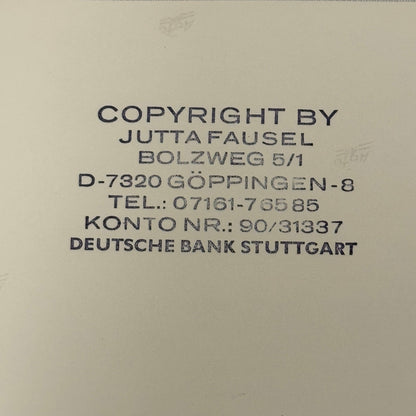 COPYRIGHT BY
JUTTA FAUSEL
BOLZWEG 5/1
D-7320 GÖPPINGEN-8
TEL.: 07161-76585
KONTO NR.: 90/31337
DEUTSCHE BANK STUTTGART